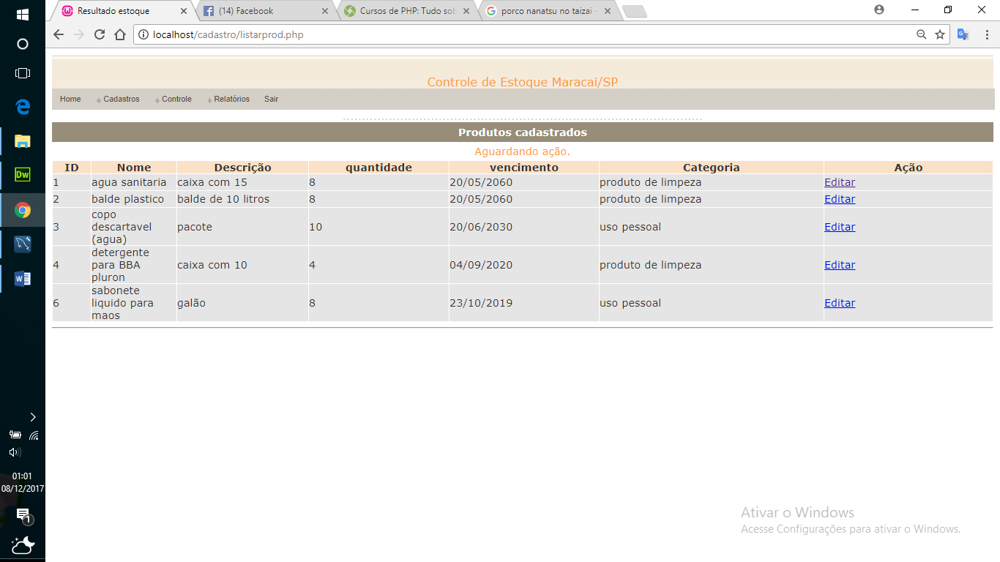 Resultado estoque
(14) Facebook
Cursos de PHP: Tudo sob
porco nanatsu no taizai -
localhost/cadastro/listarprod.php
Controle de Estoque Maracai/SP
Home Cadastros Controle Relatórios Sair
Produtos cadastrados
Aguardando ação.
ID Nome Descrição quantidade vencimento Categoria Ação
1 agua sanitaria caixa com 15 8 20/05/2060 produto de limpeza Editar
2 balde plastico balde de 10 litros 8 20/05/2060 produto de limpeza Editar
3 copo
descartavel
(agua) pacote 10 20/06/2030 uso pessoal Editar
4 detergente
para BBA
pluron caixa com 10 4 04/09/2020 produto de limpeza Editar
6 sabonete
liquido para
maos galão 8 23/10/2019 uso pessoal Editar
Dw
W
01:01
08/12/2017
1
Ativar o Windows
Acesse Configurações para ativar o Windows.